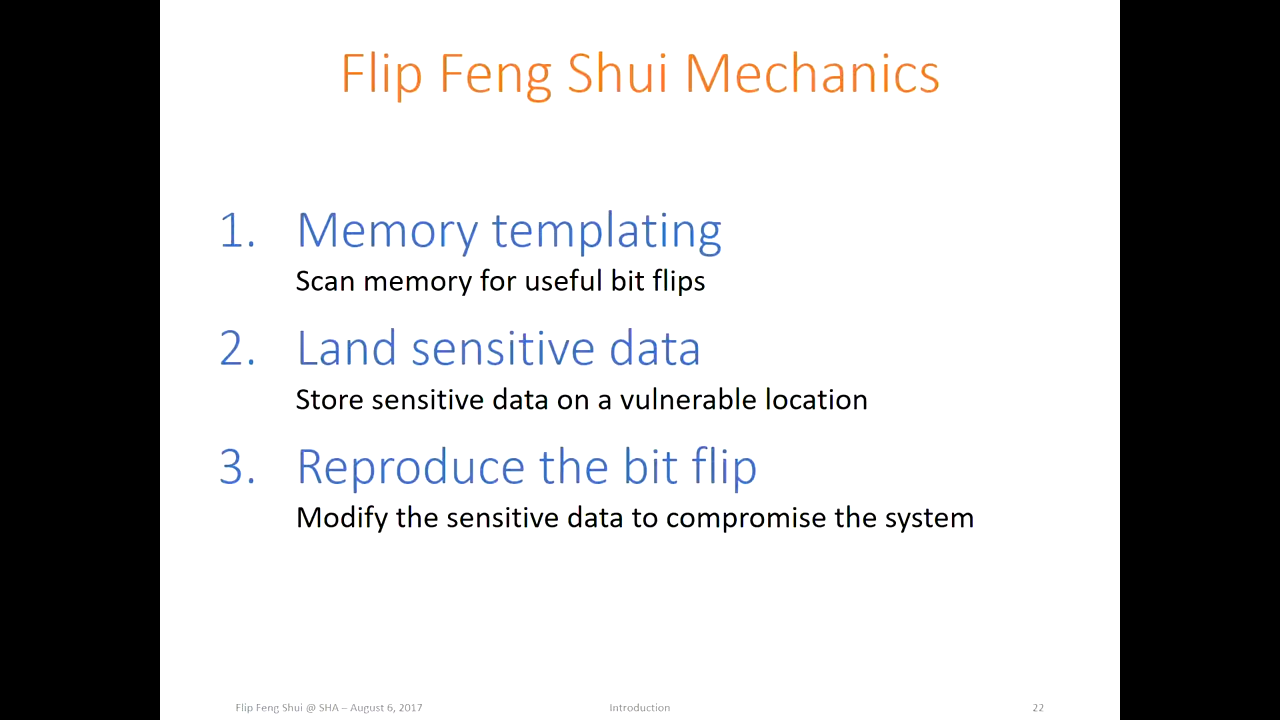 Flip Feng Shui Mechanics
1. Memory templating
Scan memory for useful bit flips
2. Land sensitive data
Store sensitive data on a vulnerable location
3. Reproduce the bit flip
Modify the sensitive data to compromise the system
Flip Feng Shui @ SHA – August 6, 2017 Introduction 22